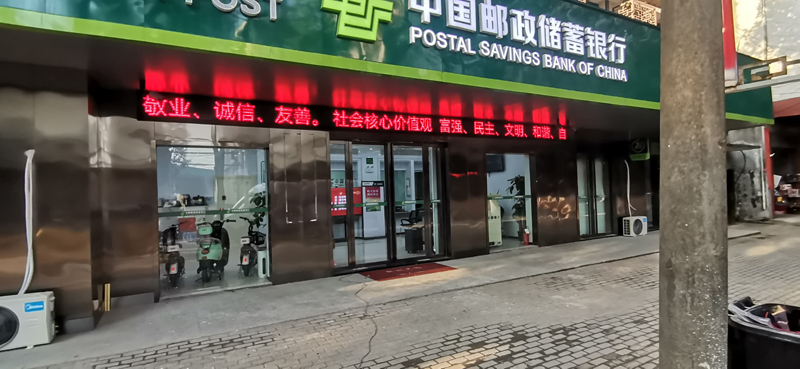 POST
中国邮政储蓄银行
POSTAL SAVINGS BANK OF CHINA
敬业、诚信、友善。 社会核心价值观 富强、民主、文明、和谐、自
Midea